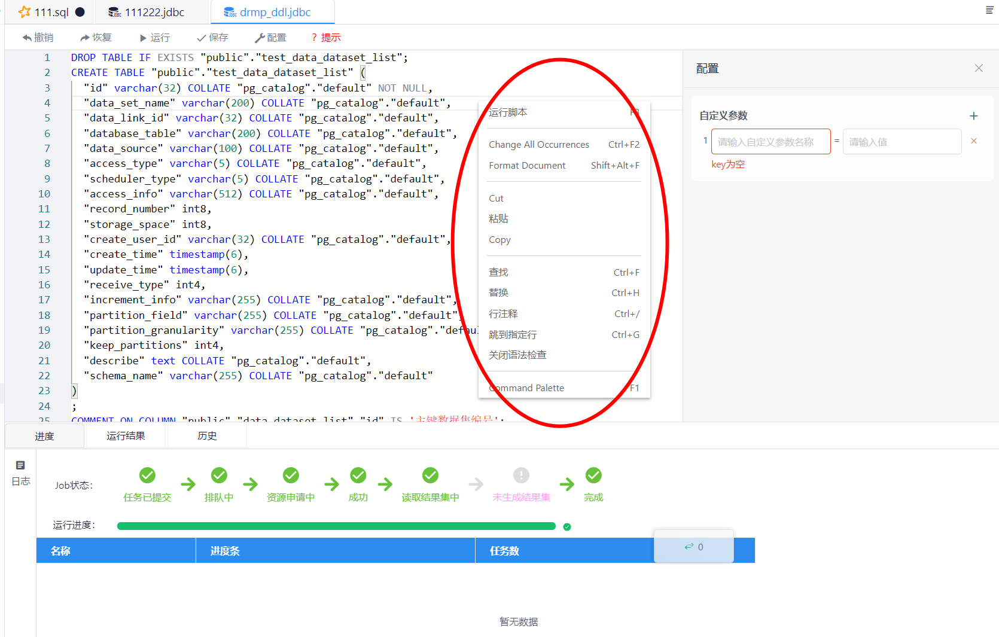 111.sql
111222.jdbc
drmp_ddl.jdbc
撤销
恢复
运行
保存
配置
? 提示
1 DROP TABLE IF EXISTS "public"."test_data_dataset_list";
2 CREATE TABLE "public"."test_data_dataset_list" (
3 "id" varchar(32) COLLATE "pg_catalog"."default" NOT NULL,
4 "data_set_name" varchar(200) COLLATE "pg_catalog"."default",
5 "data_link_id" varchar(32) COLLATE "pg_catalog"."default",
6 "database_table" varchar(200) COLLATE "pg_catalog"."default",
7 "data_source" varchar(100) COLLATE "pg_catalog"."default",
8 "access_type" varchar(5) COLLATE "pg_catalog"."default",
9 "scheduler_type" varchar(5) COLLATE "pg_catalog"."default",
10 "access_info" varchar(512) COLLATE "pg_catalog"."default",
11 "record_number" int8,
12 "storage_space" int8,
13 "create_user_id" varchar(32) COLLATE "pg_catalog"."default",
14 "create_time" timestamp(6),
15 "update_time" timestamp(6),
16 "receive_type" int4,
17 "increment_info" varchar(255) COLLATE "pg_catalog"."default",
18 "partition_field" varchar(255) COLLATE "pg_catalog"."default",
19 "partition_granularity" varchar(255) COLLATE "pg_catalog"."defau
20 "keep_partitions" int4,
21 "describe" text COLLATE "pg_catalog"."default",
22 "schema_name" varchar(255) COLLATE "pg_catalog"."default"
23 )
24 ;
25 COMMENT ON COLUMN "public"."data_dataset_list"."id" IS '主键数据集编号';
运行脚本 F8
Change All Occurrences Ctrl+F2
Format Document Shift+Alt+F
Cut
粘贴
Copy
查找 Ctrl+F
替换 Ctrl+H
行注释 Ctrl+/
跳到指定行 Ctrl+G
关闭语法检查
Command Palette F1
配置
自定义参数
1 请输入自定义参数名称 = 请输入值
key为空
进度
运行结果
历史
日志
Job状态：
任务已提交
排队中
资源申请中
成功
读取结果集中
未生成结果集
完成
运行进度：
名称
进度条
任务数
0
暂无数据